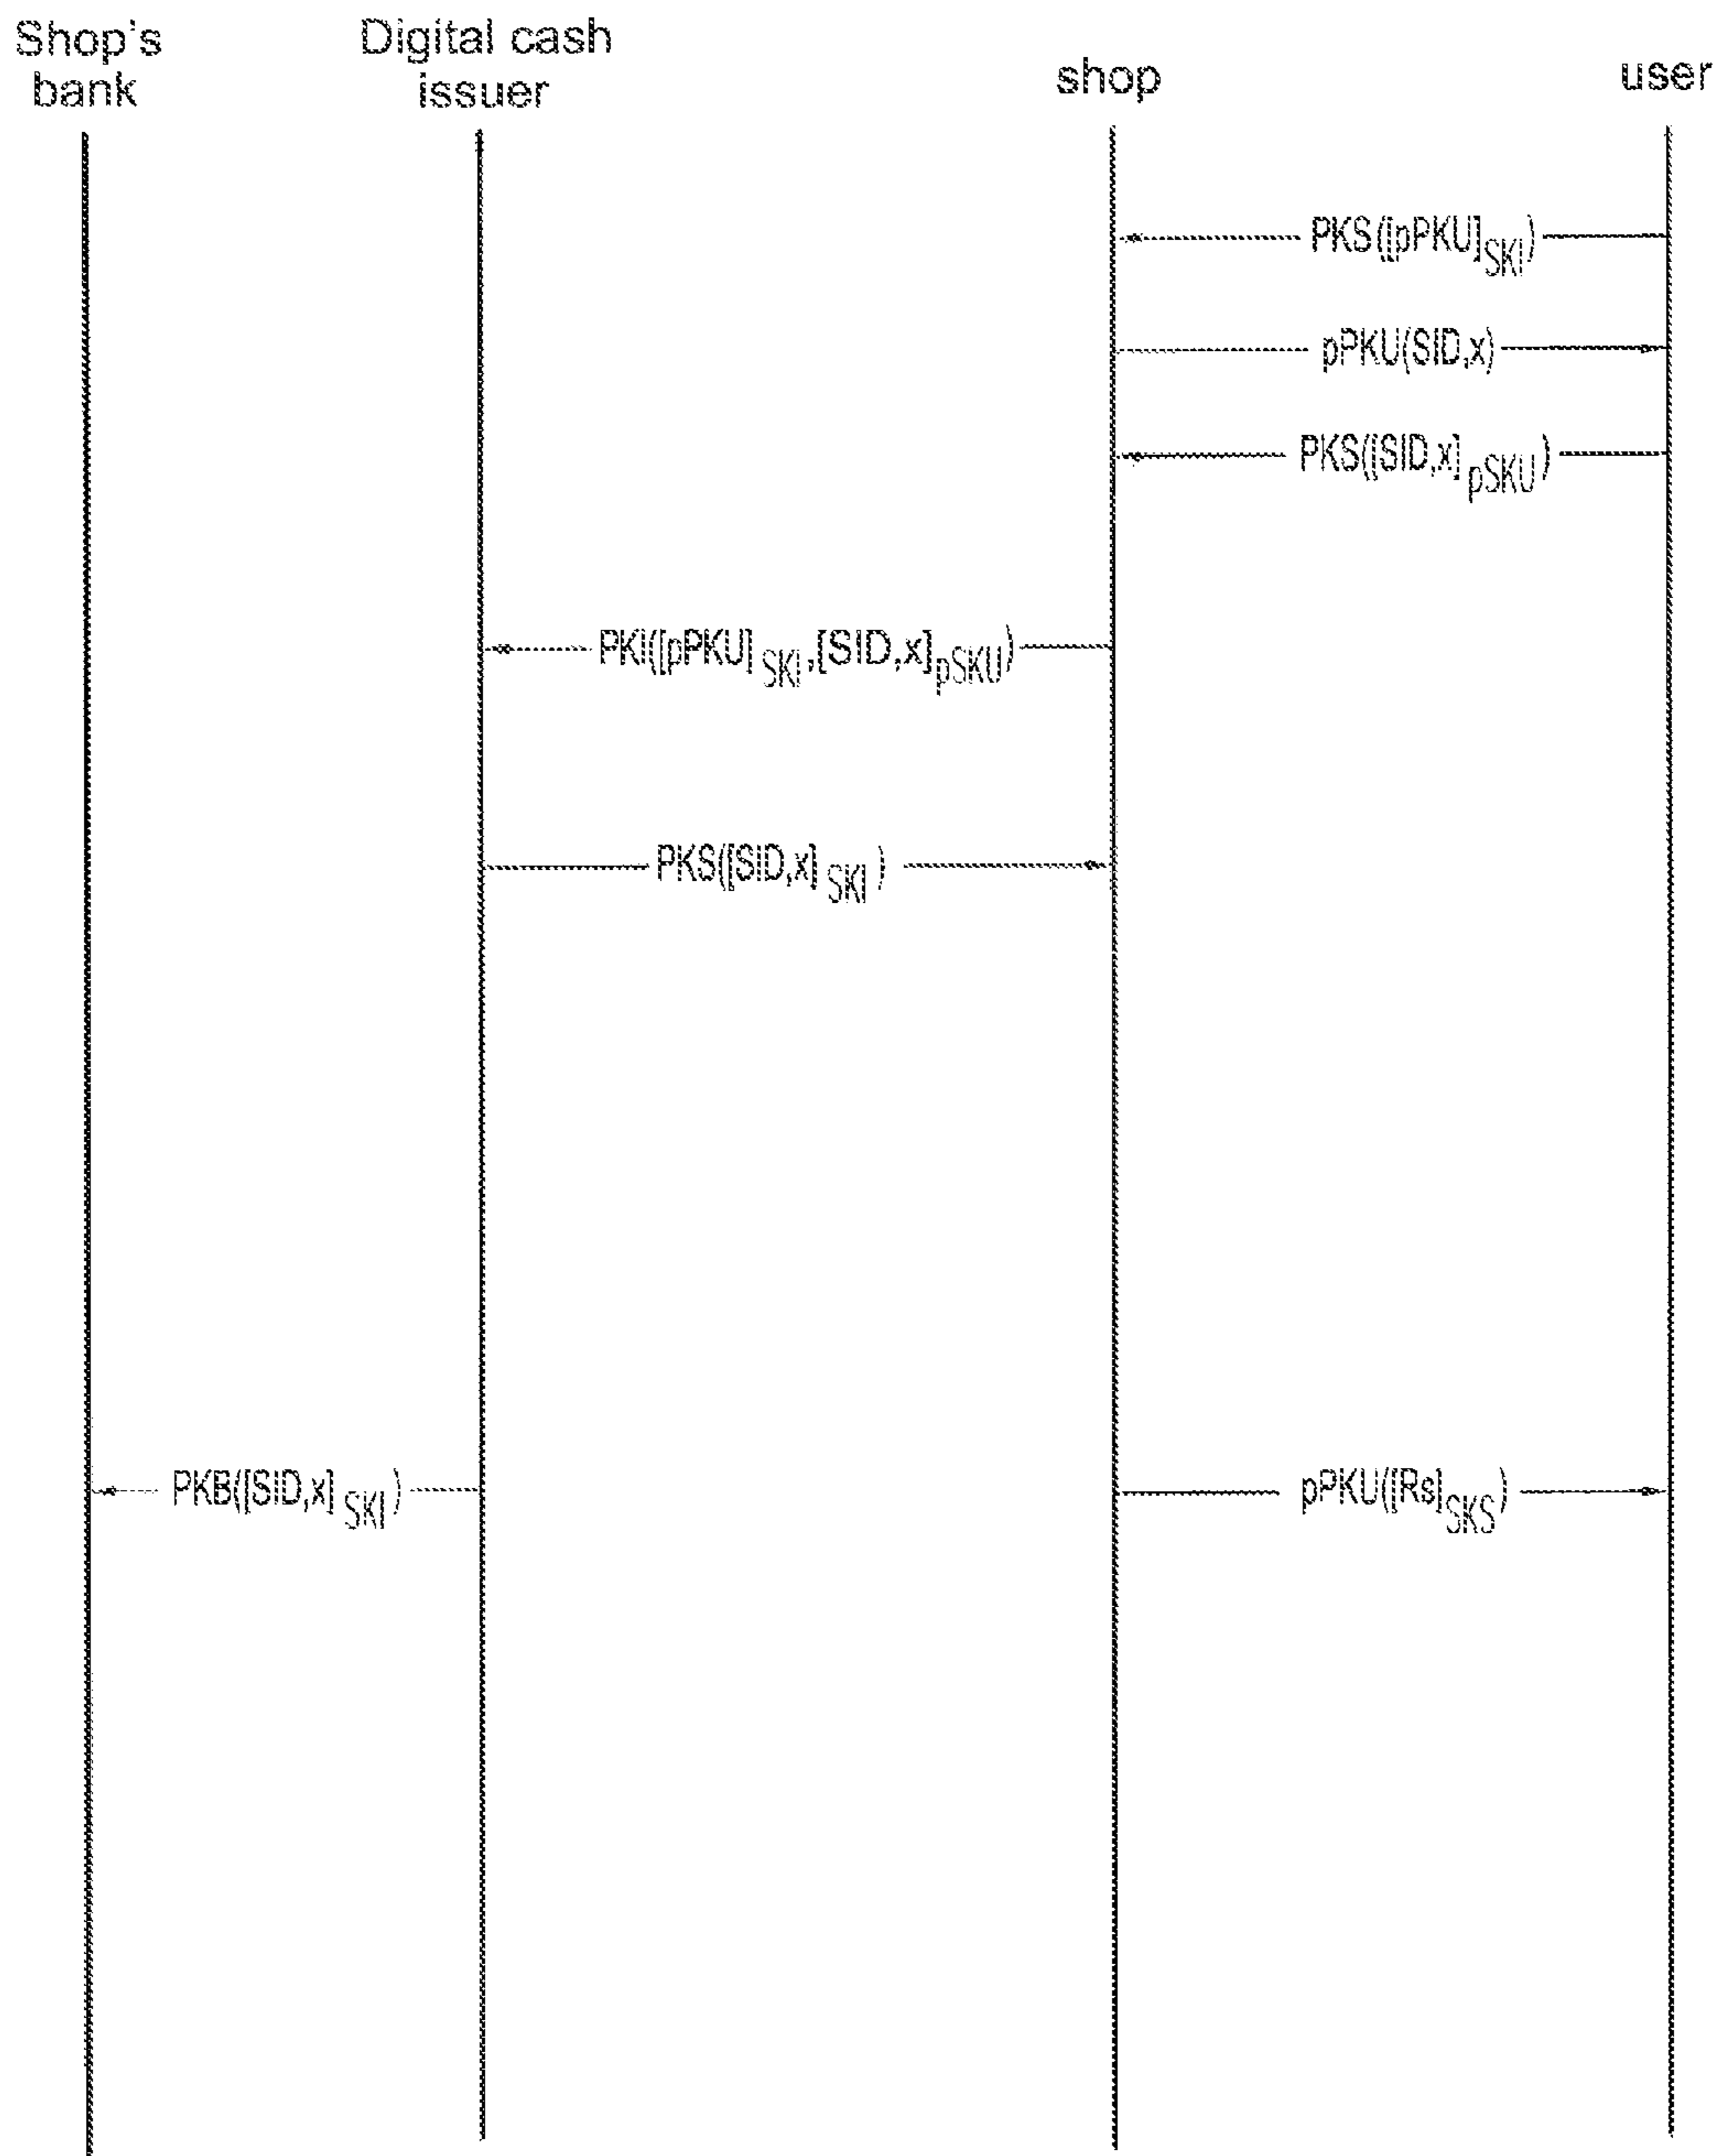 Shop's
bank
Digital cash
issuer
shop
user
PKS([pPKU]SKI)
pPKU(SID,x)
PKS([SID,x]pSKU)
PKI([pPKU]SKI,[SID,x]pSKU)
PKS([SID,x]SKI)
PKB([SID,x]SKI)
pPKU([Rs]SKS)